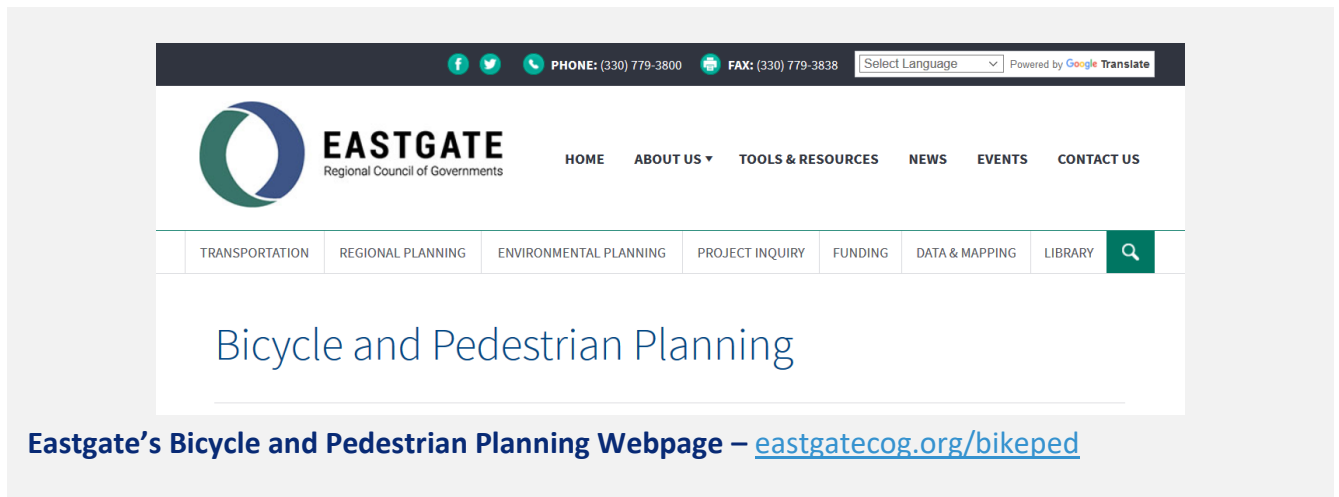 f PHONE: (330) 779-3800 FAX: (330) 779-3838 Select Language Powered by Google Translate
EASTGATE
Regional Council of Governments
HOME ABOUT US ▾ TOOLS & RESOURCES NEWS EVENTS CONTACT US
TRANSPORTATION REGIONAL PLANNING ENVIRONMENTAL PLANNING PROJECT INQUIRY FUNDING DATA & MAPPING LIBRARY
Bicycle and Pedestrian Planning
Eastgate’s Bicycle and Pedestrian Planning Webpage – eastgatecog.org/bikeped